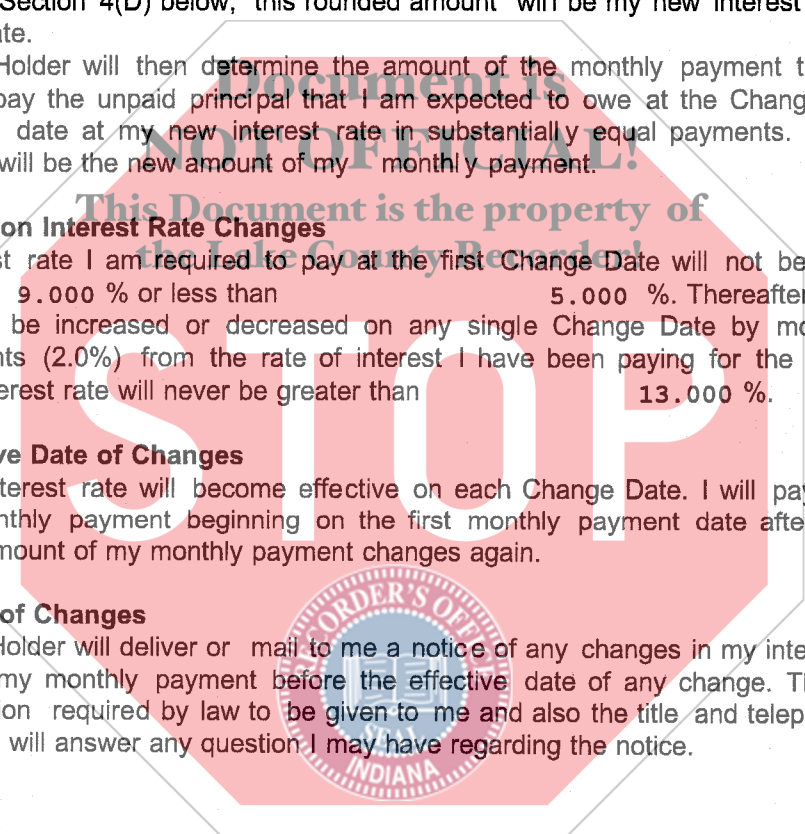 Section 4(D) below, this rounded amount will be my new interest
te.
Holder will then determine the amount of the monthly payment t
pay the unpaid principal that I am expected to owe at the Chang
date at my new interest rate in substantially equal payments.
will be the new amount of my monthly payment.
Document is
NOT OFFICIAL!
This Document is the property of
the Lake County Recorder!
on Interest Rate Changes
st rate I am required to pay at the first Change Date will not be
9.000 % or less than 5.000 %. Thereafter
be increased or decreased on any single Change Date by mo
nts (2.0%) from the rate of interest I have been paying for the
erest rate will never be greater than 13.000 %.
STOP
ve Date of Changes
terest rate will become effective on each Change Date. I will pay
nthly payment beginning on the first monthly payment date afte
mount of my monthly payment changes again.
of Changes
Holder will deliver or mail to me a notice of any changes in my inte
my monthly payment before the effective date of any change. Th
ion required by law to be given to me and also the title and telep
will answer any question I may have regarding the notice.
RECORDER'S OFFICE
SEAL
INDIANA